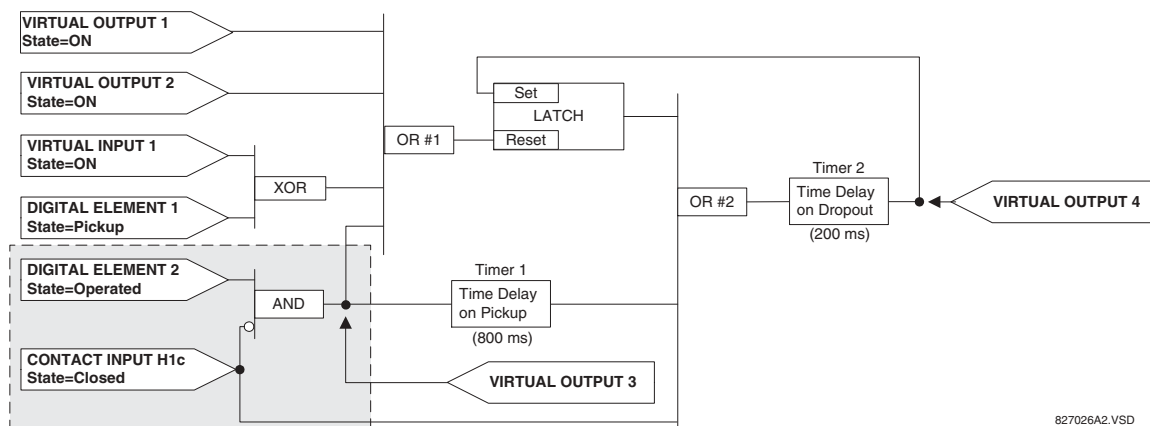 VIRTUAL OUTPUT 1
State=ON
VIRTUAL OUTPUT 2
State=ON
VIRTUAL INPUT 1
State=ON
DIGITAL ELEMENT 1
State=Pickup
DIGITAL ELEMENT 2
State=Operated
CONTACT INPUT H1c
State=Closed
XOR
AND
OR #1
Set
LATCH
Reset
Timer 1
Time Delay
on Pickup
(800 ms)
VIRTUAL OUTPUT 3
OR #2
Timer 2
Time Delay
on Dropout
(200 ms)
VIRTUAL OUTPUT 4
827026A2.VSD